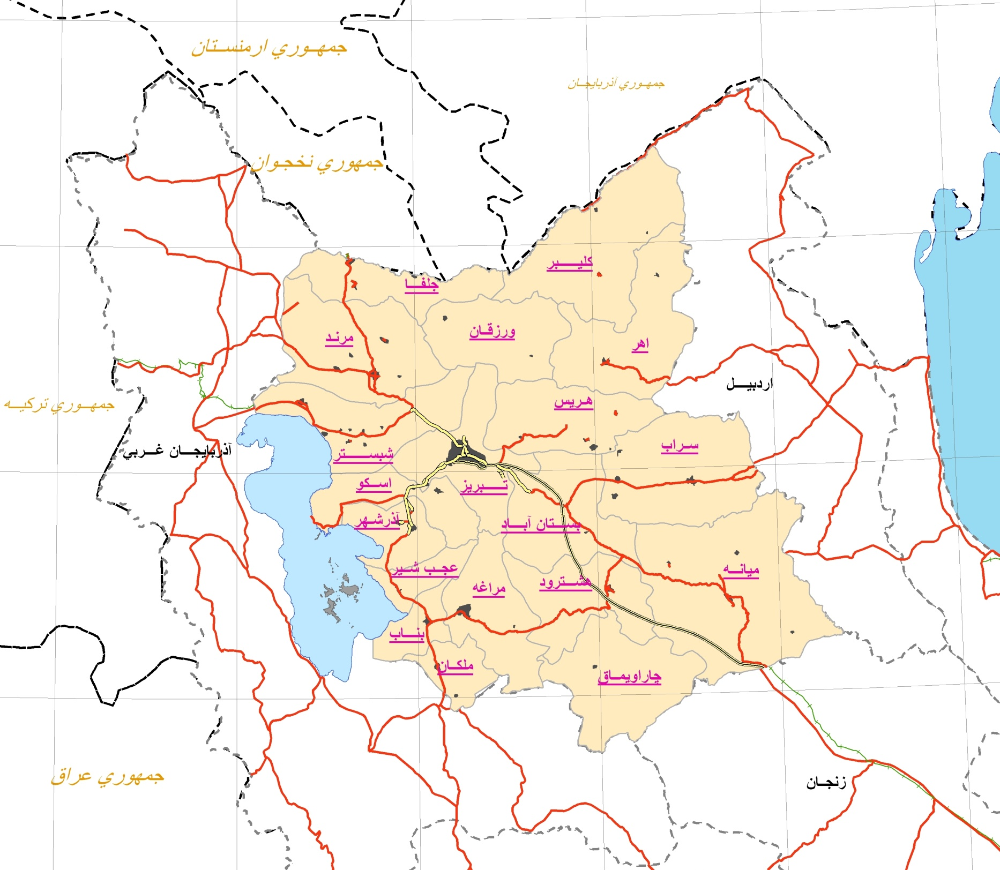 جمهوري ارمنستان
جمهوري آذربايجان
جمهوري نخجوان
كليبر
جلفا
ورزقان
مرند
اهر
اردبيل
هريس
جمهوري تركيه
سراب
آذربايجان غربي
شبستر
اسكو
تبريز
آذرشهر
بستان آباد
عجب شير
ميانه
هشترود
مراغه
بناب
ملكان
چاراويماق
جمهوري عراق
زنجان